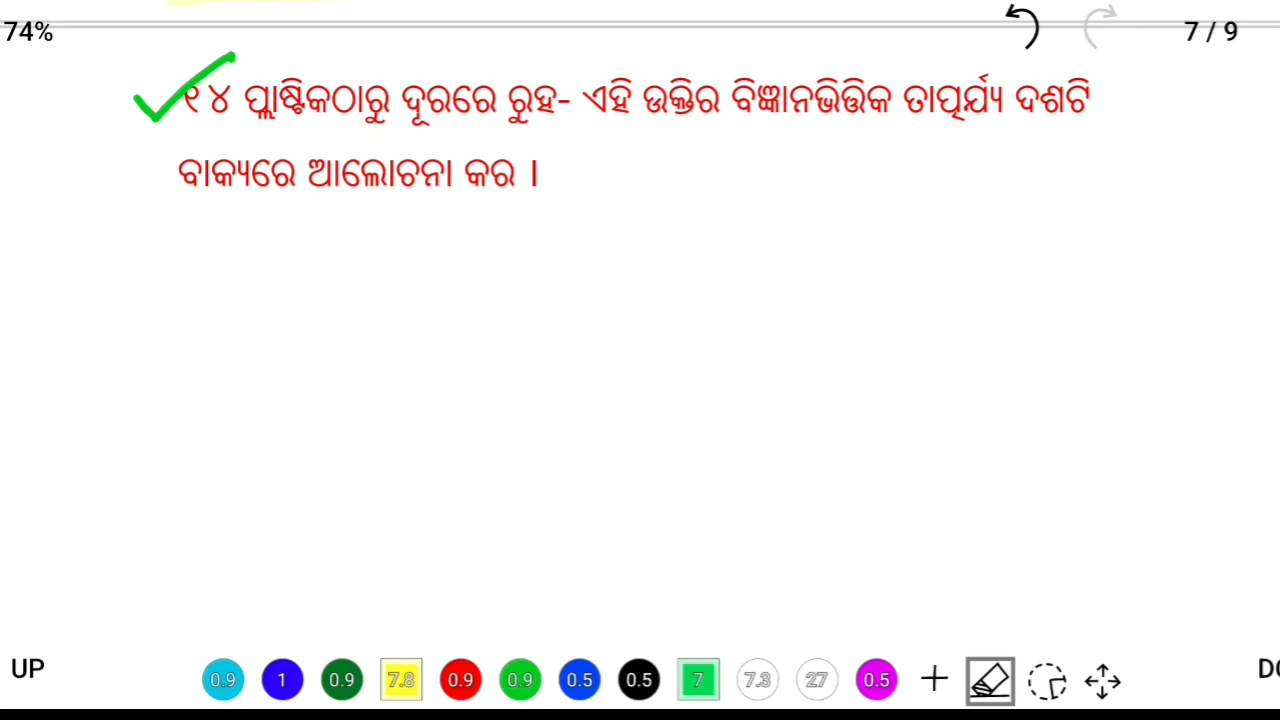 74%
7 / 9
୧୪ ପ୍ଲାଷ୍ଟିକଠାରୁ ଦୂରରେ ରୁହ- ଏହି ଉକ୍ତିର ବିଜ୍ଞାନଭିତ୍ତିକ ତାତ୍ପର୍ଯ୍ୟ ଦଶଟି
ବାକ୍ୟରେ ଆଲୋଚନା କର ।
UP 0.9 1 0.9 7.8 0.9 0.9 0.5 0.5 7 7.3 27 0.5